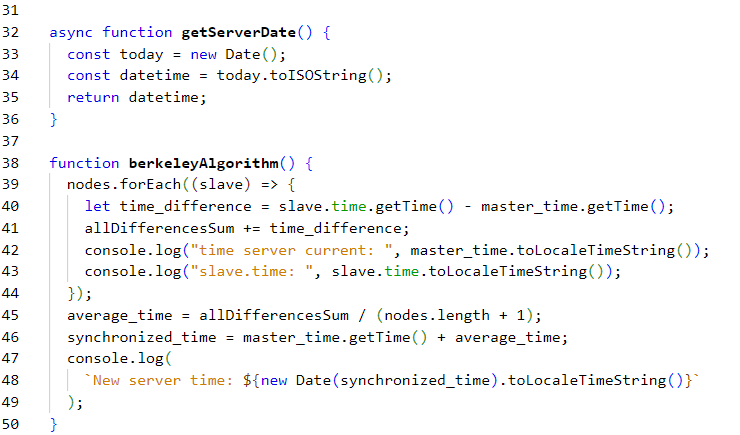 31
32 async function getServerDate() {
33 const today = new Date();
34 const datetime = today.toISOString();
35 return datetime;
36 }
37
38 function berkeleyAlgorithm() {
39 nodes.forEach((slave) => {
40 let time_difference = slave.time.getTime() - master_time.getTime();
41 allDifferencesSum += time_difference;
42 console.log("time server current: ", master_time.toLocaleTimeString());
43 console.log("slave.time: ", slave.time.toLocaleTimeString());
44 });
45 average_time = allDifferencesSum / (nodes.length + 1);
46 synchronized_time = master_time.getTime() + average_time;
47 console.log(
48 `New server time: ${new Date(synchronized_time).toLocaleTimeString()}`
49 );
50 }